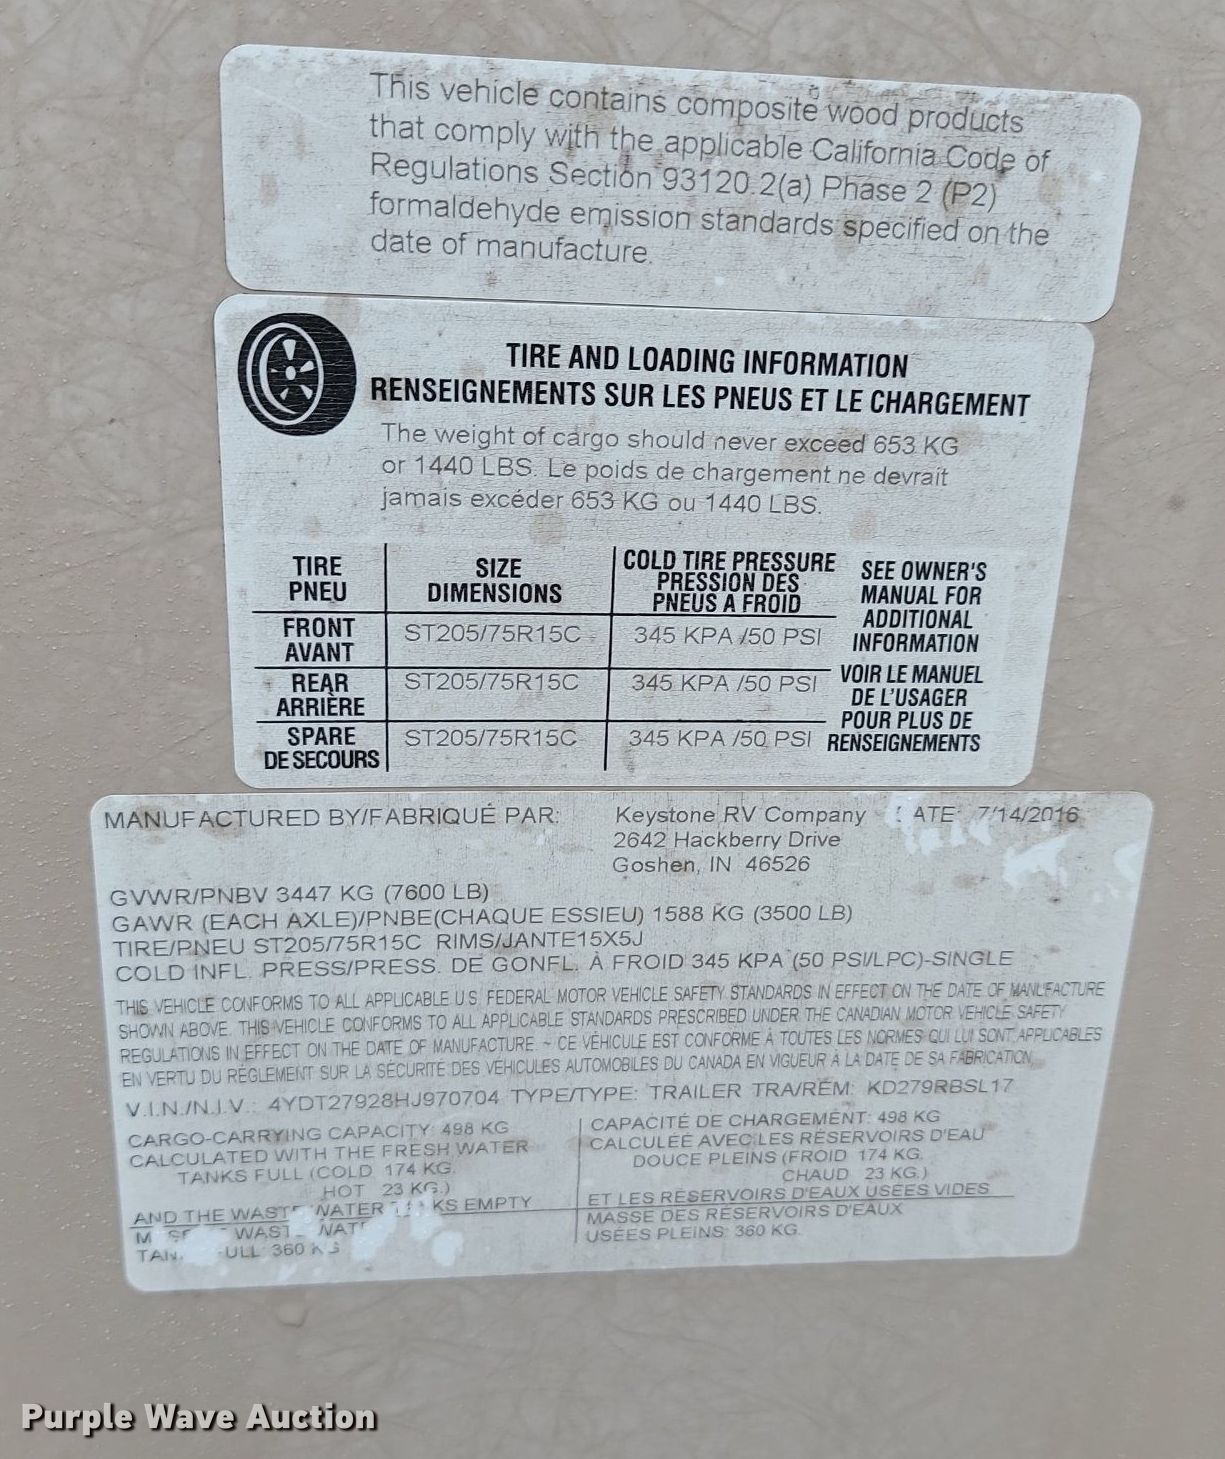 This vehicle contains composite wood products
that comply with the applicable California Code of
Regulations Section 93120.2(a) Phase 2 (P2)
formaldehyde emission standards specified on the
date of manufacture.
TIRE AND LOADING INFORMATION
RENSEIGNEMENTS SUR LES PNEUS ET LE CHARGEMENT
The weight of cargo should never exceed 653 KG
or 1440 LBS. Le poids de chargement ne devrait
jamais excéder 653 KG ou 1440 LBS.
TIRE
PNEU
SIZE
DIMENSIONS
COLD TIRE PRESSURE
PRESSION DES
PNEUS A FROID
FRONT
AVANT
ST205/75R15C
345 KPA /50 PSI
REAR
ARRIÈRE
ST205/75R15C
345 KPA /50 PSI
SPARE
DE SECOURS
ST205/75R15C
345 KPA /50 PSI
SEE OWNER'S
MANUAL FOR
ADDITIONAL
INFORMATION
VOIR LE MANUEL
DE L'USAGER
POUR PLUS DE
RENSEIGNEMENTS
MANUFACTURED BY/FABRIQUÉ PAR: Keystone RV Company ATE: 7/14/2016
2642 Hackberry Drive
Goshen, IN 46526
GVWR/PNBV 3447 KG (7600 LB)
GAWR (EACH AXLE)/PNBE(CHAQUE ESSIEU) 1588 KG (3500 LB)
TIRE/PNEU ST205/75R15C RIMS/JANTE15X5J
COLD INFL. PRESS/PRESS. DE GONFL. À FROID 345 KPA (50 PSI/LPC)-SINGLE
THIS VEHICLE CONFORMS TO ALL APPLICABLE U.S. FEDERAL MOTOR VEHICLE SAFETY STANDARDS IN EFFECT ON THE DATE OF MANUFACTURE
SHOWN ABOVE. THIS VEHICLE CONFORMS TO ALL APPLICABLE STANDARDS PRESCRIBED UNDER THE CANADIAN MOTOR VEHICLE SAFETY
REGULATIONS IN EFFECT ON THE DATE OF MANUFACTURE. ~ CE VÉHICULE EST CONFORME À TOUTES LES NORMES QUI LUI SONT APPLICABLES
EN VERTU DU RÈGLEMENT SUR LA SÉCURITÉ DES VÉHICULES AUTOMOBILES DU CANADA EN VIGUEUR À LA DATE DE SA FABRICATION.
V.I.N./N.I.V.: 4YDT27928HJ970704 TYPE/TYPE: TRAILER TRA/REM: KD279RBSL17
CARGO-CARRYING CAPACITY: 498 KG
CALCULATED WITH THE FRESH WATER
TANKS FULL (COLD 174 KG.
HOT 23 KG.)
AND THE WASTE WATER KS EMPTY
WAST WAT
ULL 360 KG
CAPACITÉ DE CHARGEMENT: 498 KG
CALCULÉE AVEC LES RÉSERVOIRS D'EAU
DOUCE PLEINS (FROID 174 KG.
CHAUD 23 KG.)
ET LES RÉSERVOIRS D'EAUX USÉES VIDES
MASSE DES RÉSERVOIRS D'EAUX
USÉES PLEINS: 360 KG.
Purple Wave Auction